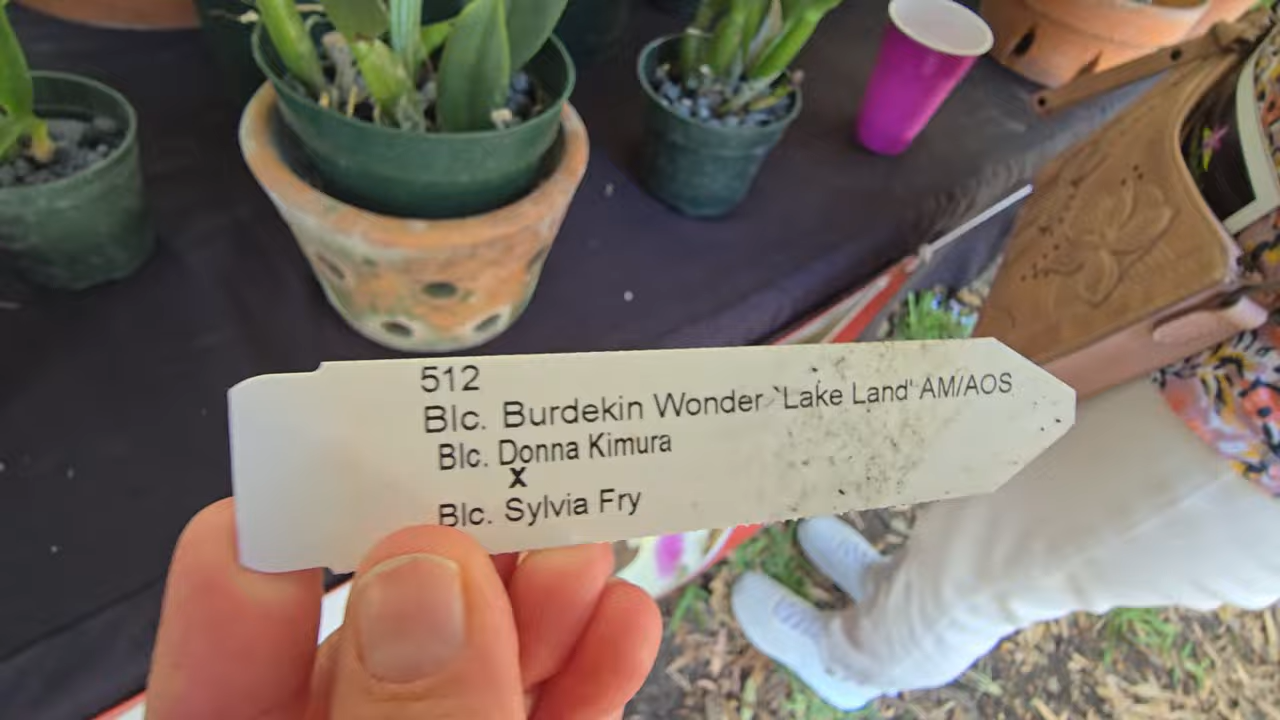 512
Blc. Burdekin Wonder `Lake Land' AM/AOS
Blc. Donna Kimura
x
Blc. Sylvia Fry